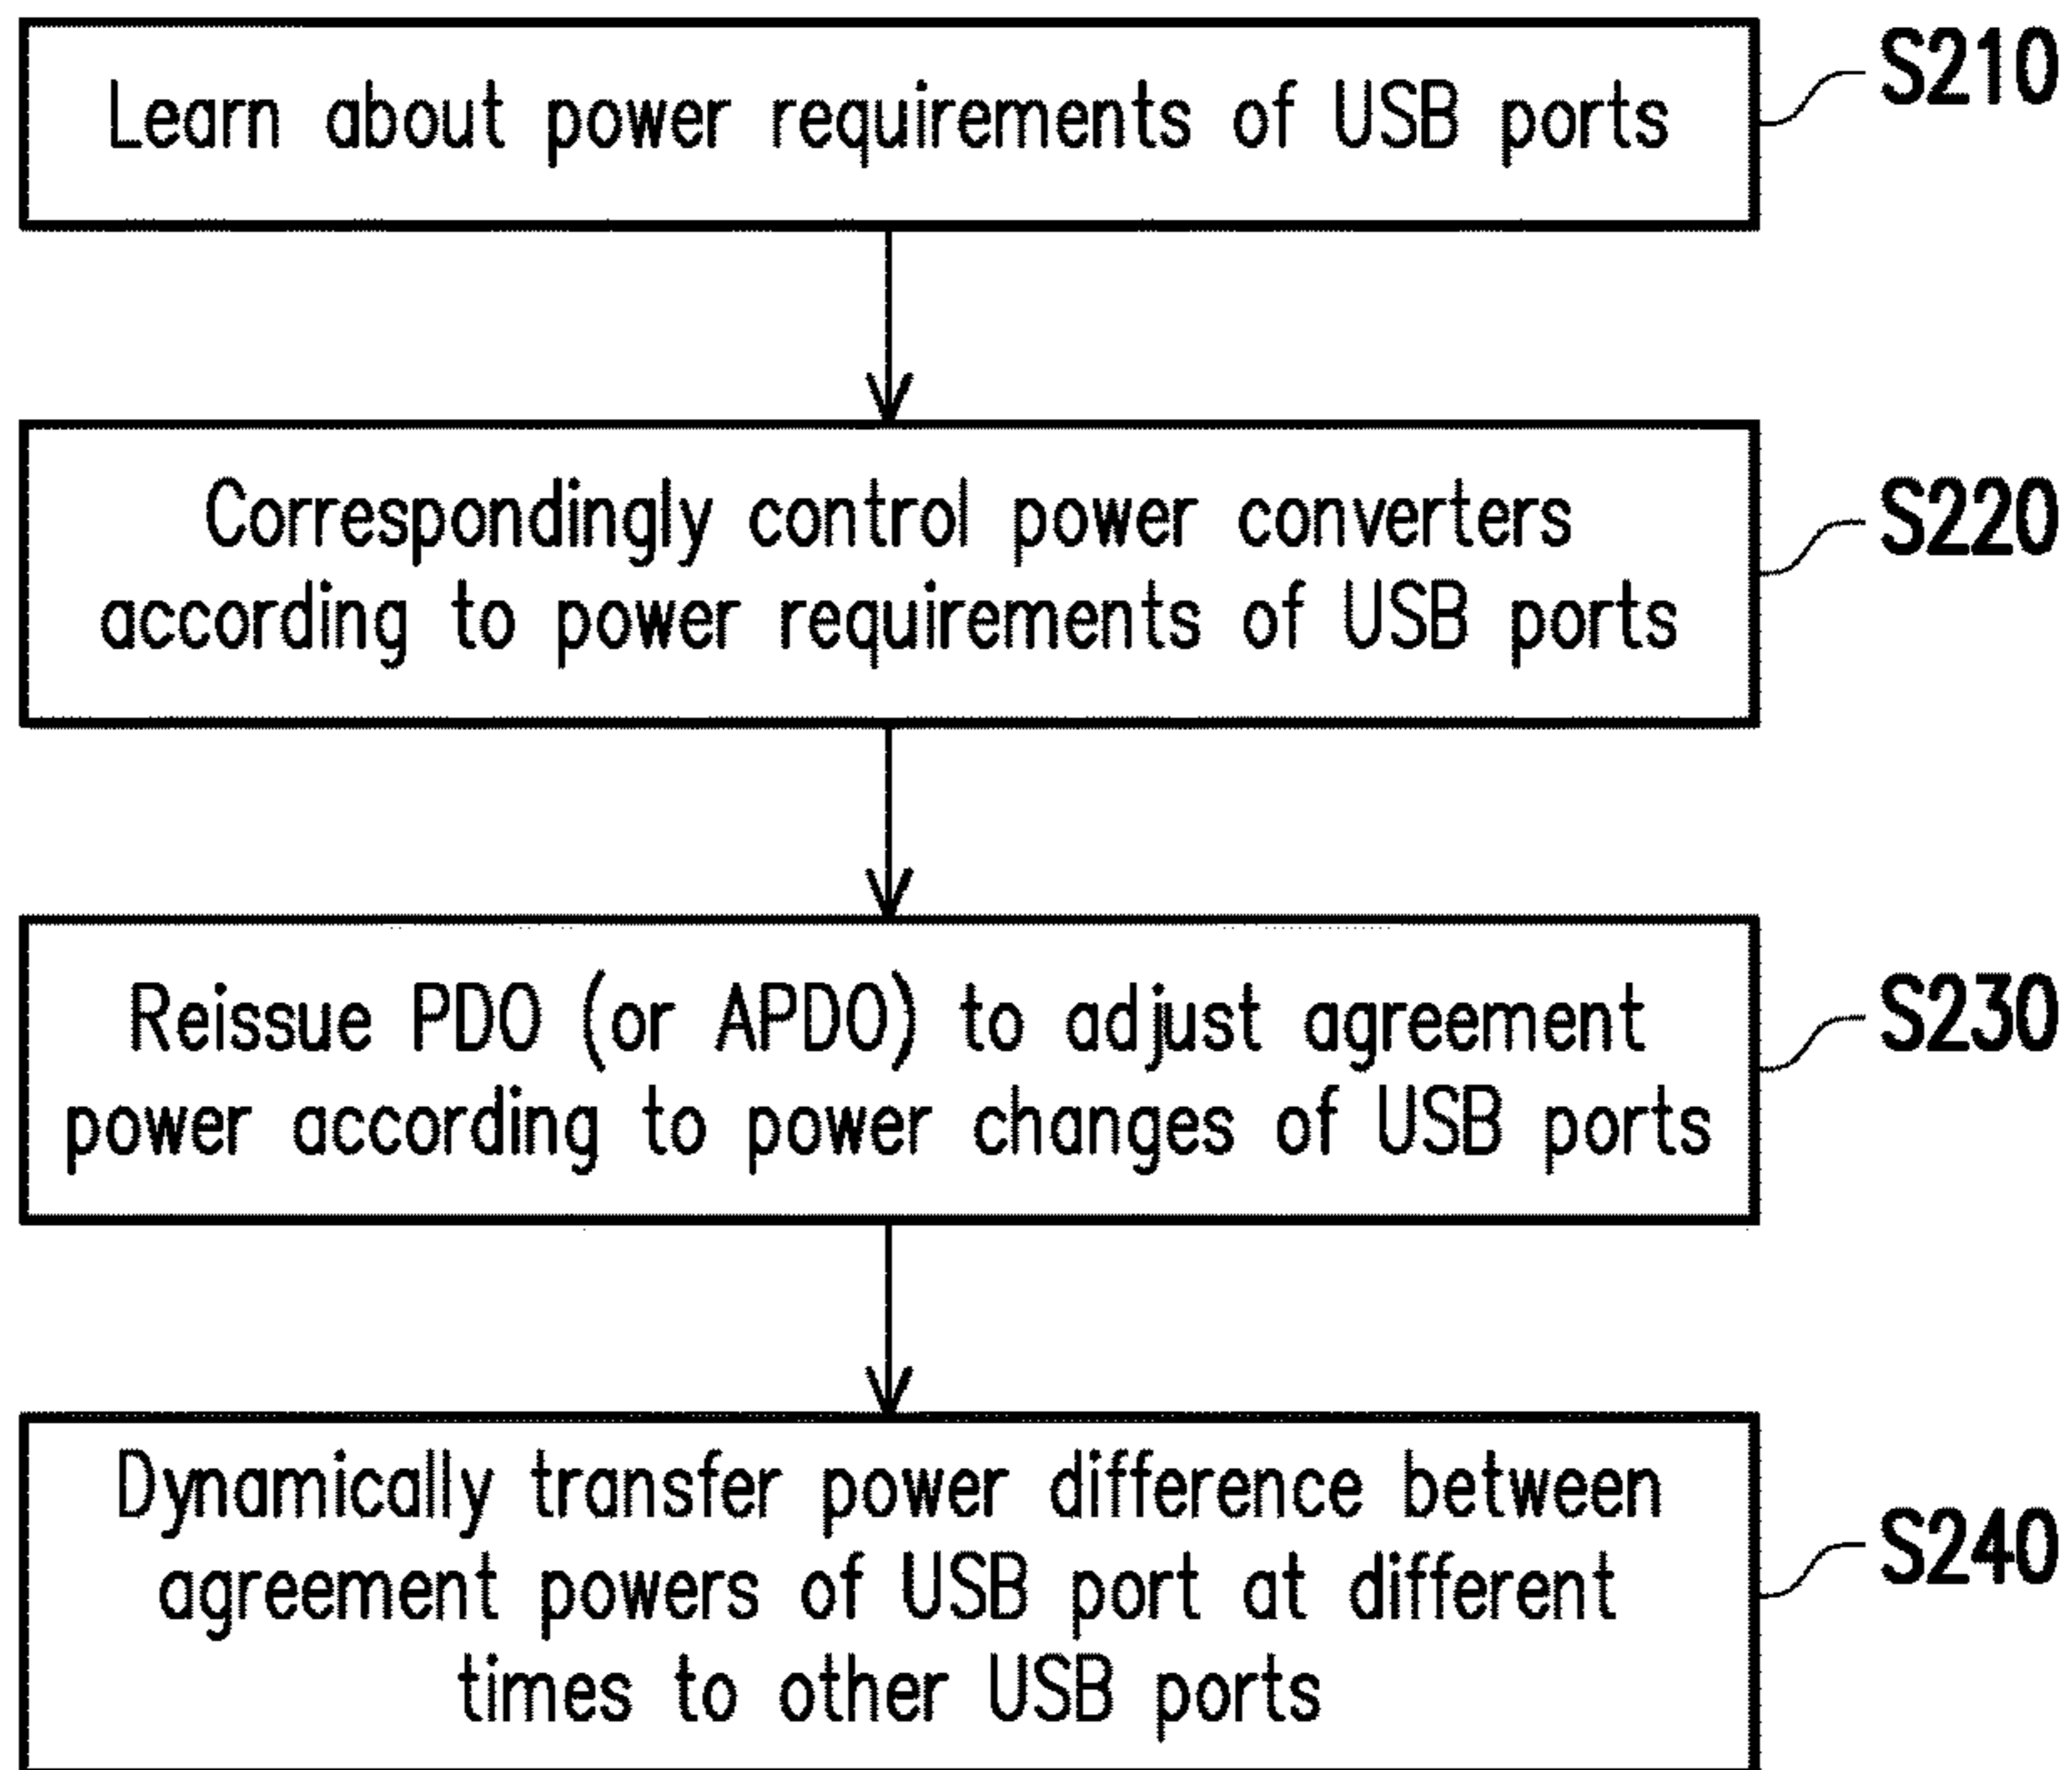 Learn about power requirements of USB ports
S210
Correspondingly control power converters
according to power requirements of USB ports
S220
Reissue PDO (or APDO) to adjust agreement
power according to power changes of USB ports
S230
Dynamically transfer power difference between
agreement powers of USB port at different
times to other USB ports
S240